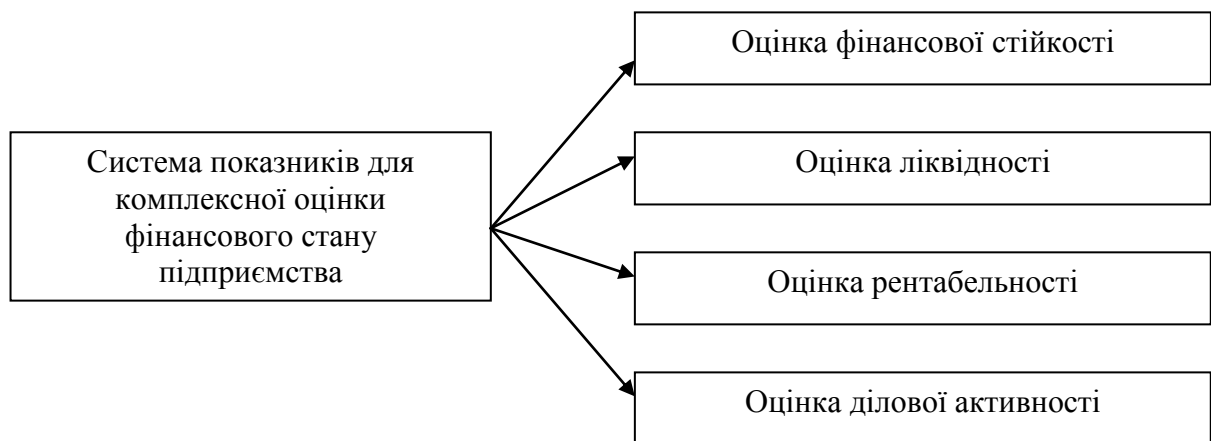 Система показників для
комплексної оцінки
фінансового стану
підприємства
Оцінка фінансової стійкості
Оцінка ліквідності
Оцінка рентабельності
Оцінка ділової активності